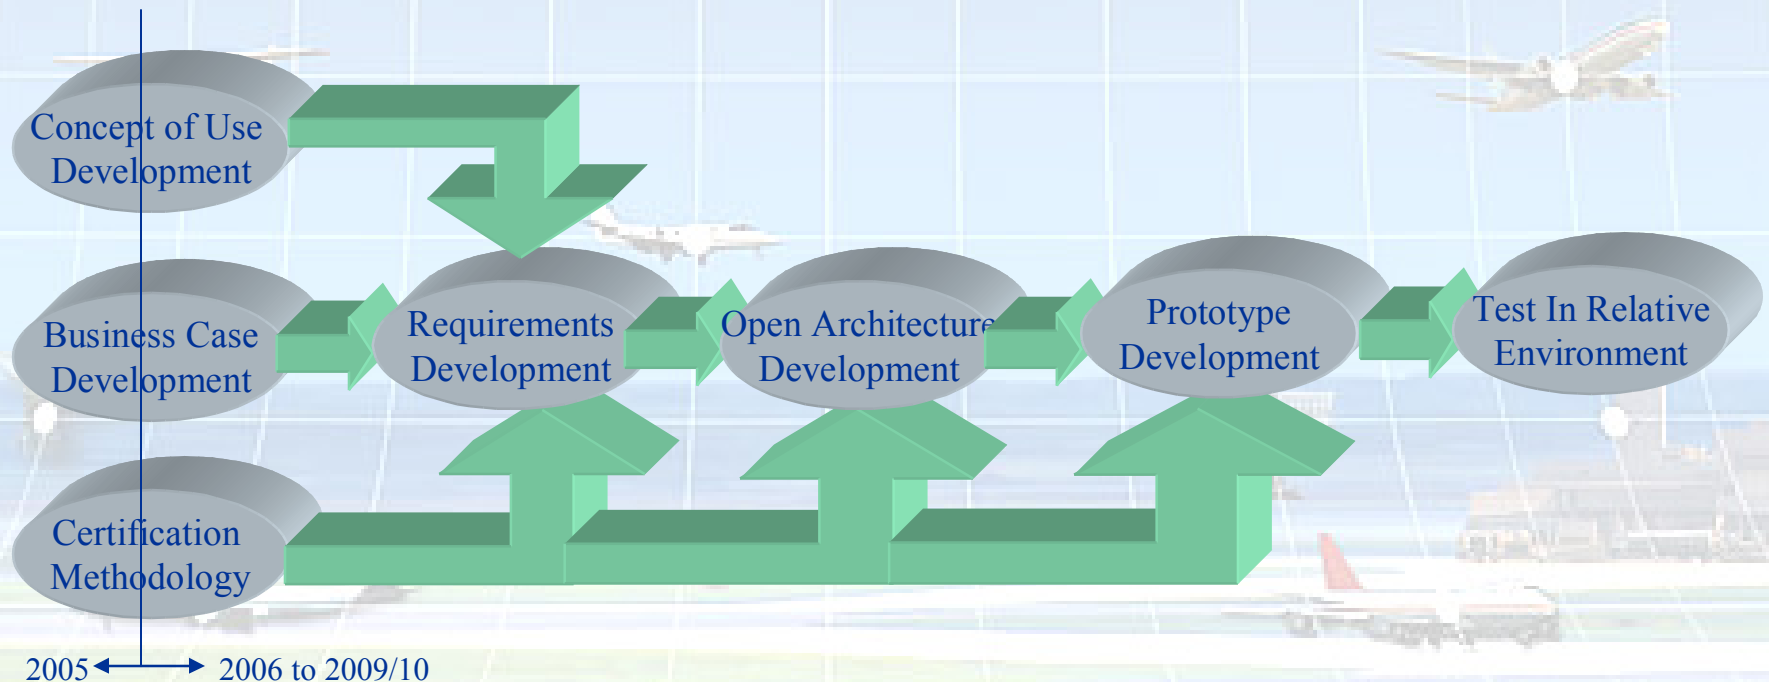 Concept of Use
Development
Business Case
Development
Requirements
Development
Open Architecture
Development
Prototype
Development
Test In Relative
Environment
Certification
Methodology
2005
2006 to 2009/10